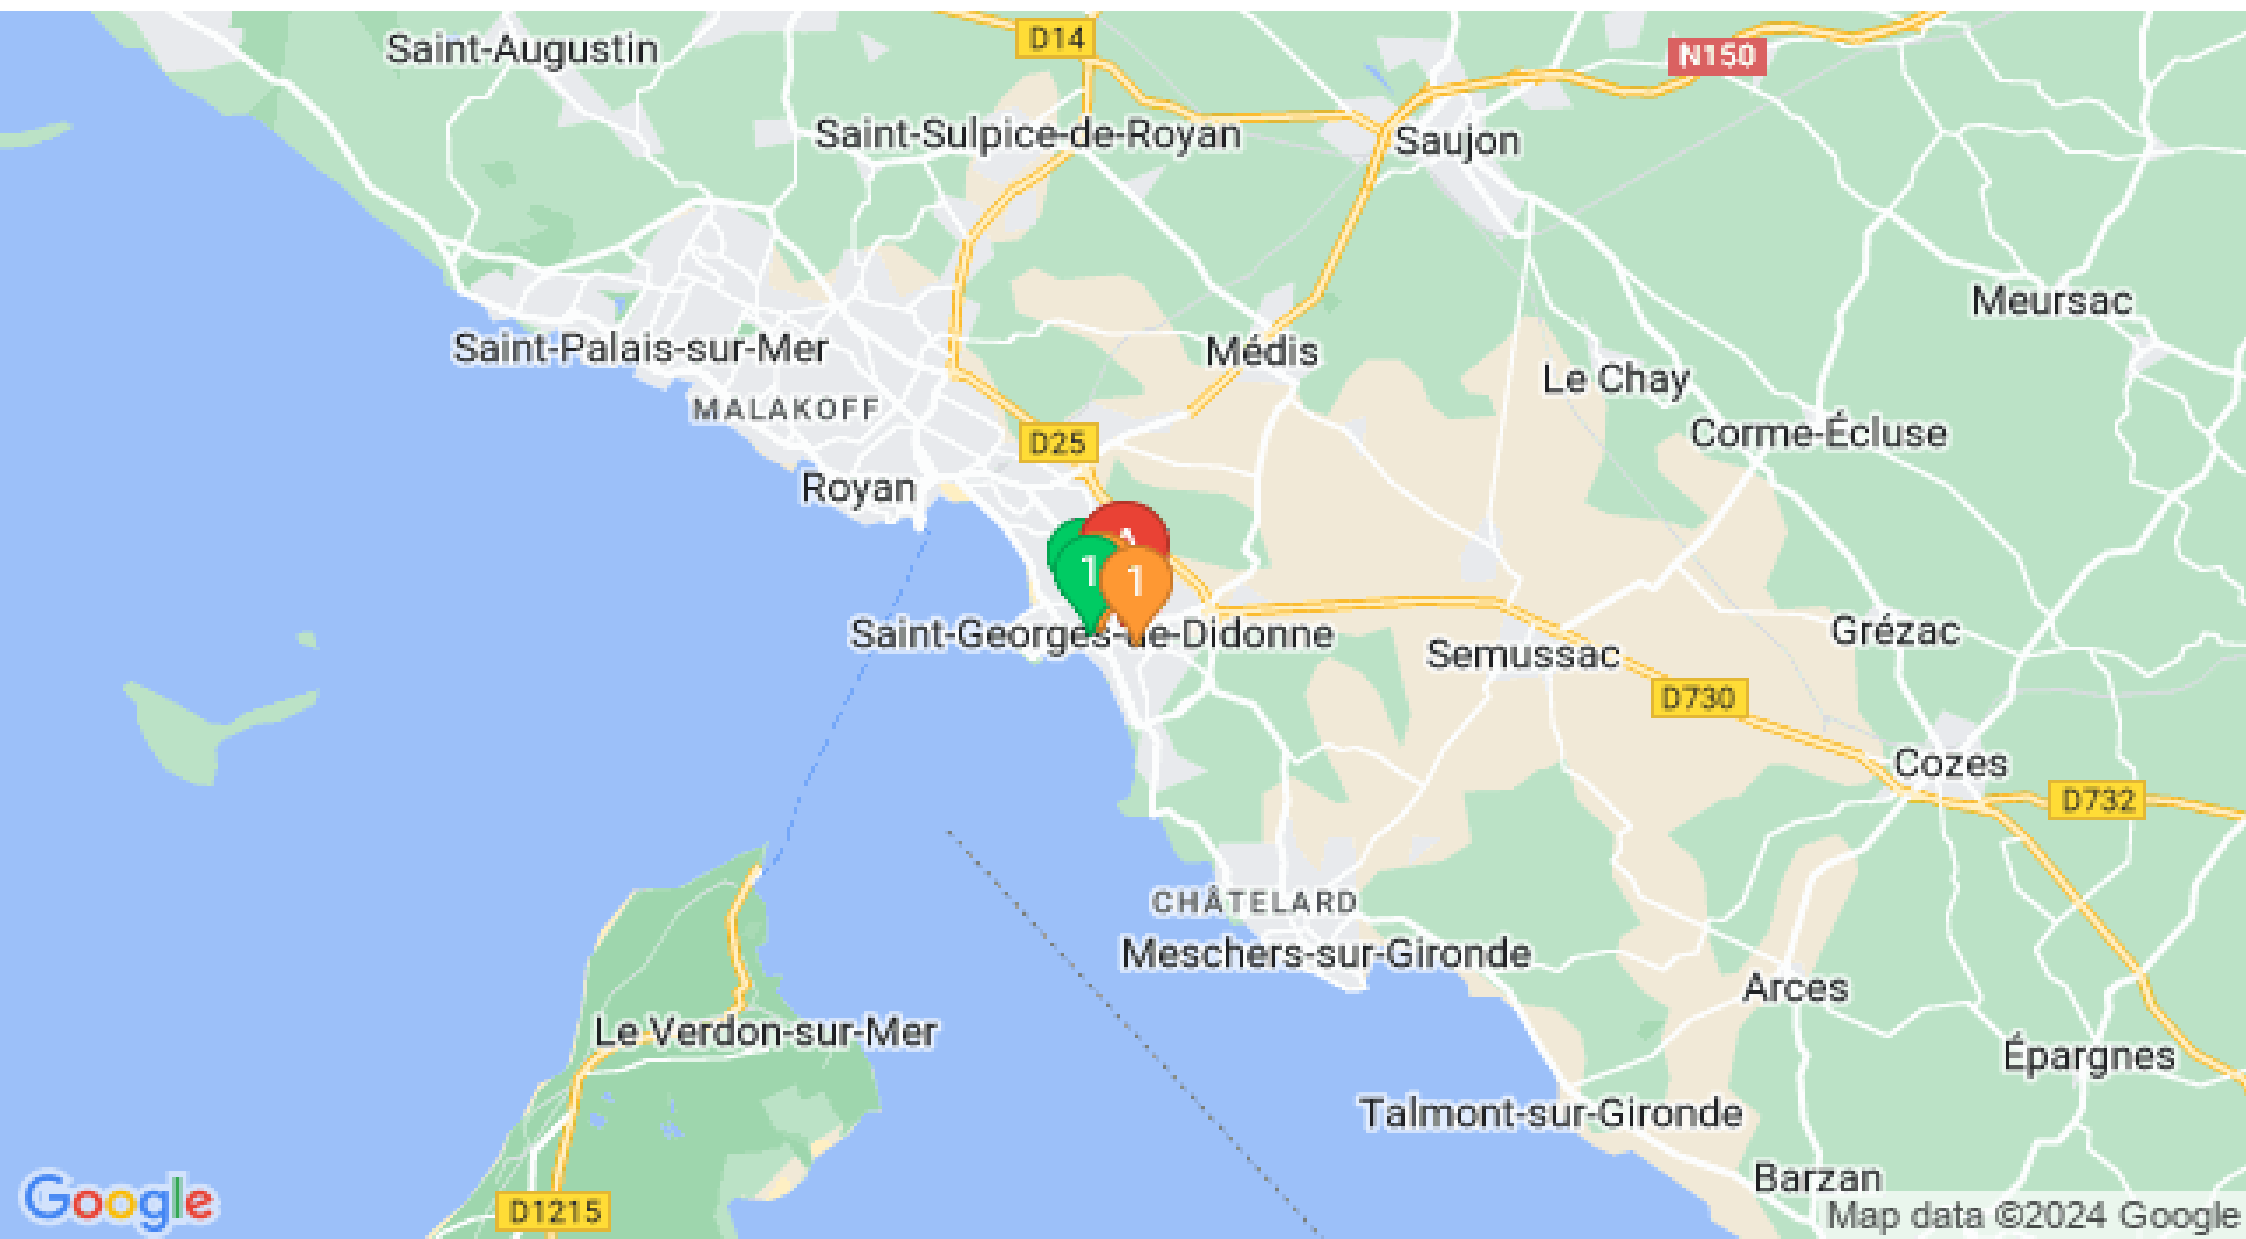 Saint-Augustin
D14
N150
Saint-Sulpice-de-Royan
Saujon
Meursac
Saint-Palais-sur-Mer
Médis
Le Chay
MALAKOFF
Corme-Écluse
D25
Royan
1
1
Saint-Georges-de-Didonne
Grézac
Semussac
D730
Cozes
D732
CHÂTELARD
Meschers-sur-Gironde
Arces
Le Verdon-sur-Mer
Épargnes
Talmont-sur-Gironde
Barzan
Google
D1215
Map data ©2024 Google